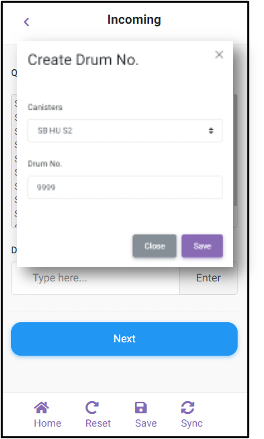 Incoming
Create Drum No.
×
Q
Canisters
SB HU S2
Drum No.
9999
Close
Save
D
Type here...
Enter
Next
Home
Reset
Save
Sync